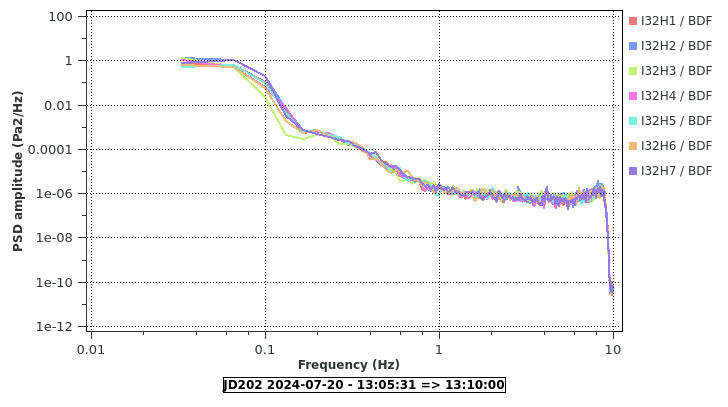 100
1
0.01
0.0001
1e-06
1e-08
1e-10
1e-12
PSD amplitude (Pa2/Hz)
0.01 0.1 1 10
Frequency (Hz)
JD202 2024-07-20 - 13:05:31 => 13:10:00
I32H1 / BDF
I32H2 / BDF
I32H3 / BDF
I32H4 / BDF
I32H5 / BDF
I32H6 / BDF
I32H7 / BDF